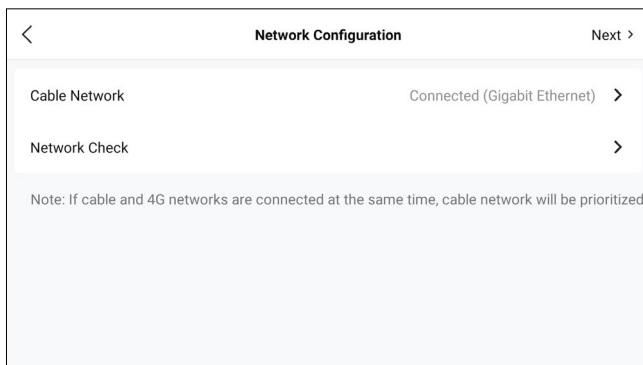 Network Configuration
Next >
Cable Network
Connected (Gigabit Ethernet)
Network Check
Note: If cable and 4G networks are connected at the same time, cable network will be prioritized